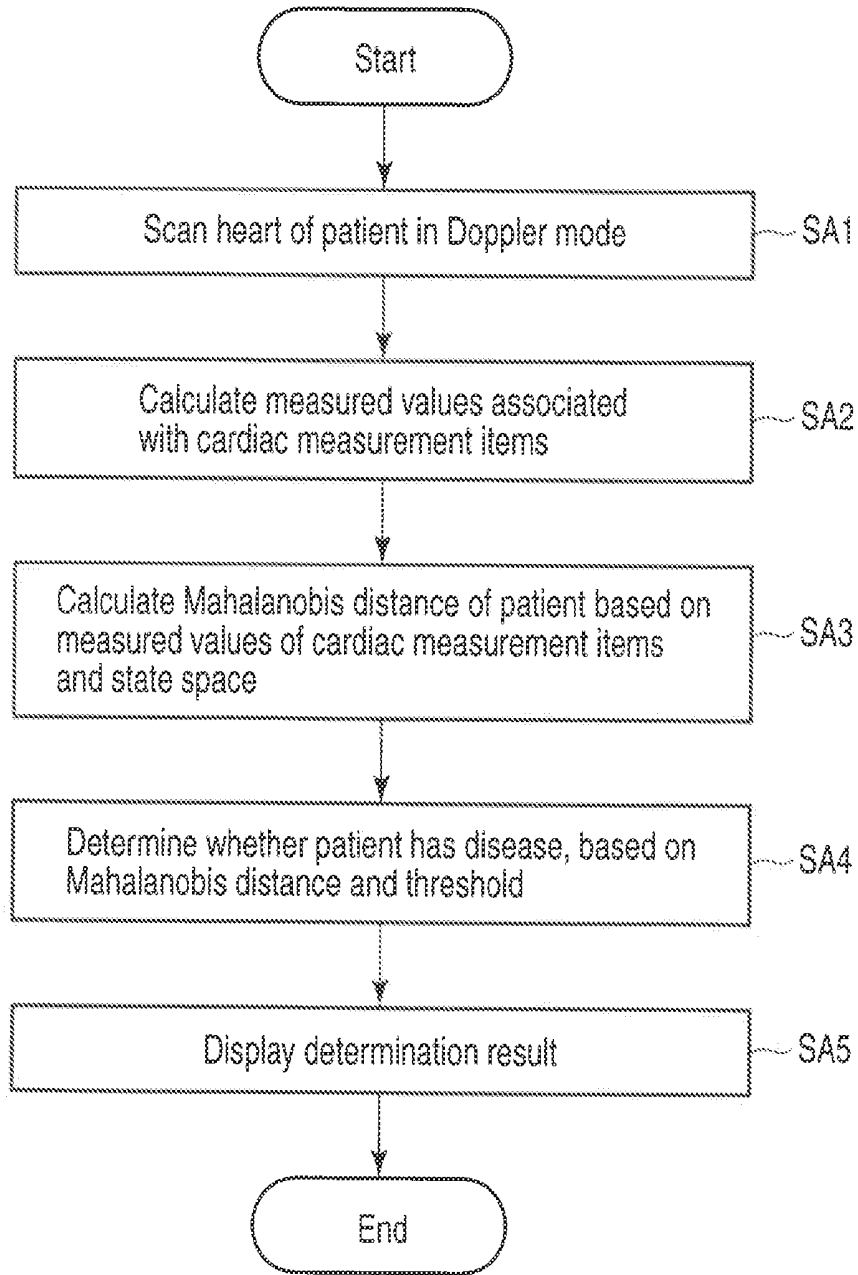 Start
Scan heart of patient in Doppler mode
SA1
Calculate measured values associated
with cardiac measurement items
SA2
Calculate Mahalanobis distance of patient based on
measured values of cardiac measurement items
and state space
SA3
Determine whether patient has disease, based on
Mahalanobis distance and threshold
SA4
Display determination result
SA5
End